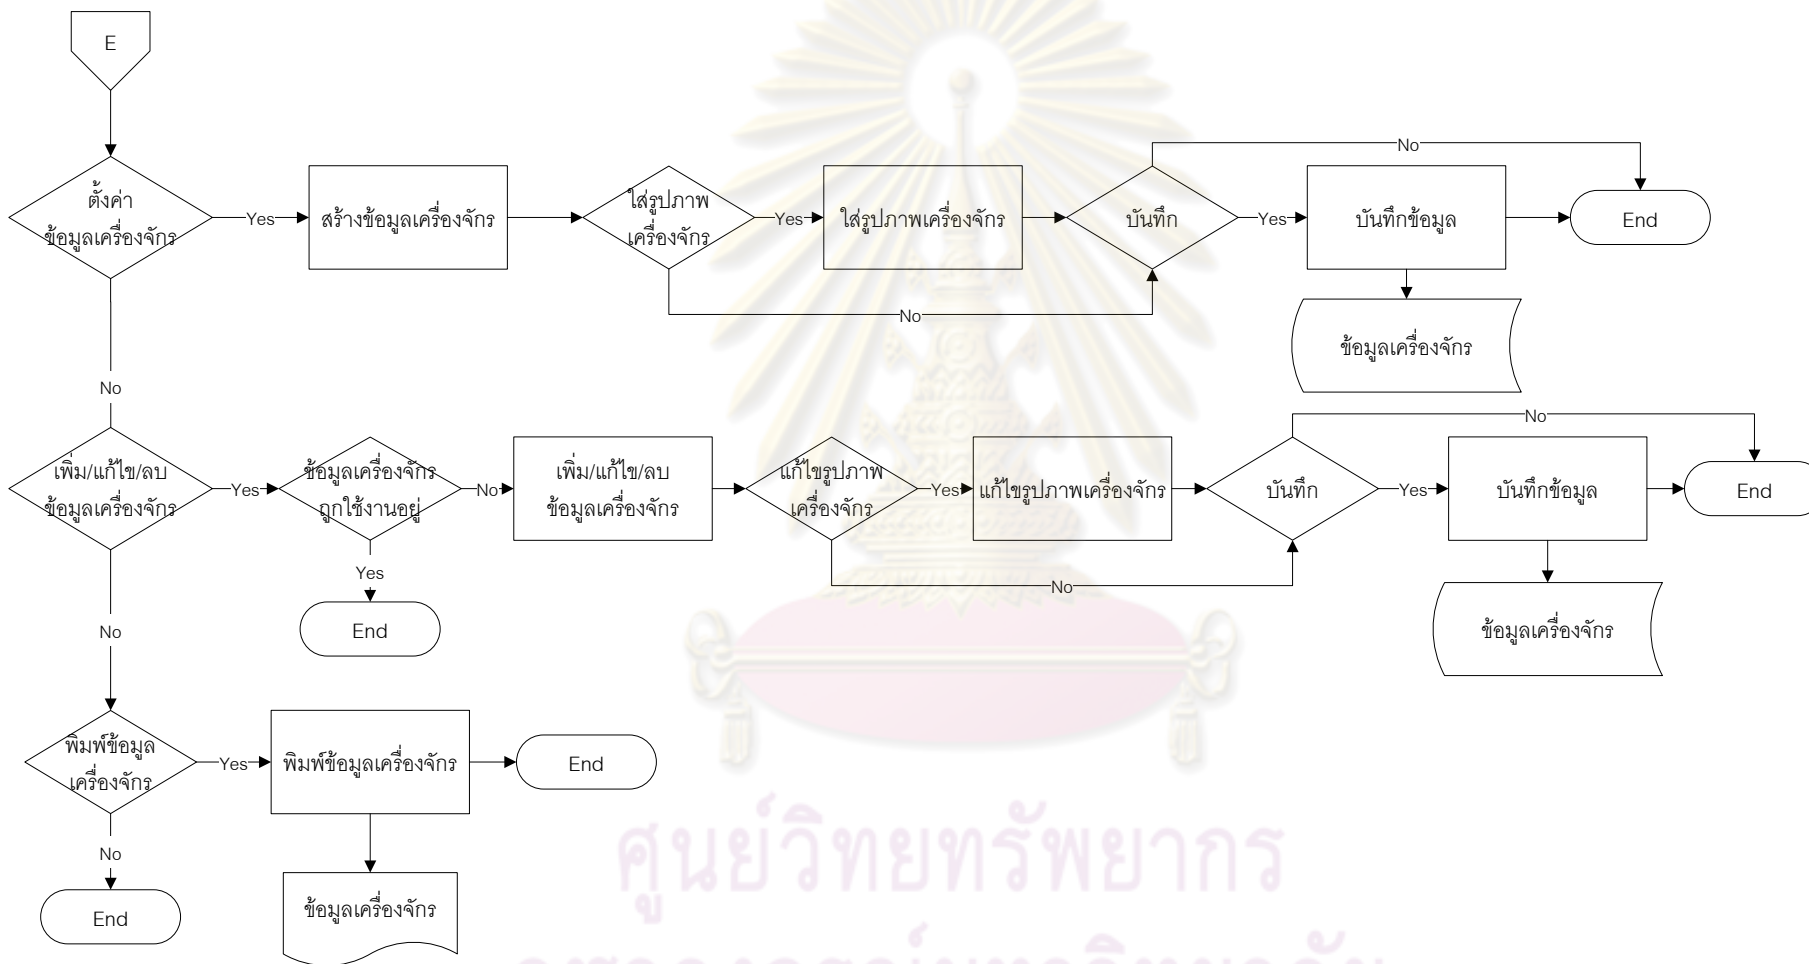 E
ตั้งค่า
ข้อมูลเครื่องจักร
Yes
สร้างข้อมูลเครื่องจักร
ใส่รูปภาพ
เครื่องจักร
Yes
ใส่รูปภาพเครื่องจักร
No
บันทึก
Yes
No
บันทึกข้อมูล
End
ข้อมูลเครื่องจักร
No
เพิ่ม/แก้ไข/ลบ
ข้อมูลเครื่องจักร
Yes
ข้อมูลเครื่องจักร
ถูกใช้งานอยู่
Yes
End
No
เพิ่ม/แก้ไข/ลบ
ข้อมูลเครื่องจักร
แก้ไขรูปภาพ
เครื่องจักร
Yes
แก้ไขรูปภาพเครื่องจักร
No
บันทึก
Yes
No
บันทึกข้อมูล
End
ข้อมูลเครื่องจักร
No
พิมพ์ข้อมูล
เครื่องจักร
Yes
พิมพ์ข้อมูลเครื่องจักร
End
No
End
ข้อมูลเครื่องจักร
ศูนย์วิทยทรัพยากร